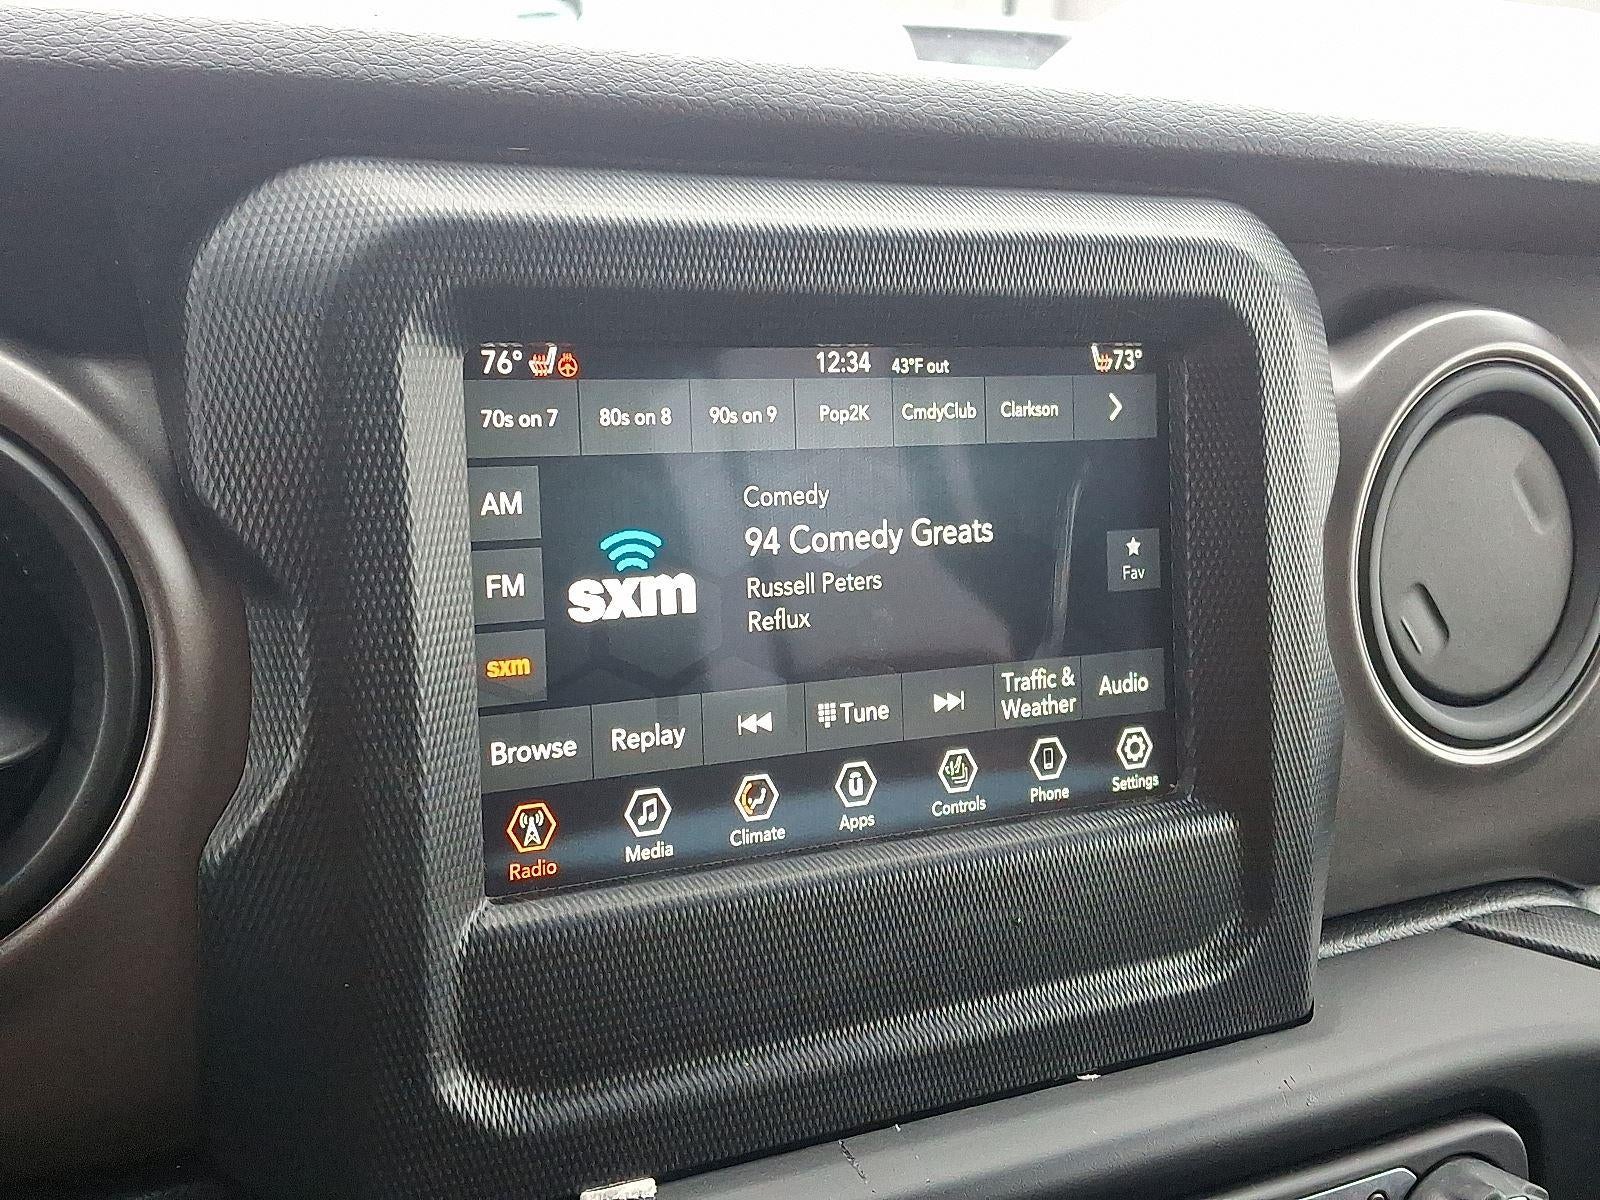 76° 12:34 43°F out 73°
70s on 7 80s on 8 90s on 9 Pop2K CmdyClub Clarkson
AM
FM
sxm
sxm
Comedy
94 Comedy Greats
Russell Peters
Reflux
Fav
Browse Replay Tune Traffic & Weather Audio
Radio Media Climate Apps Controls Phone Settings